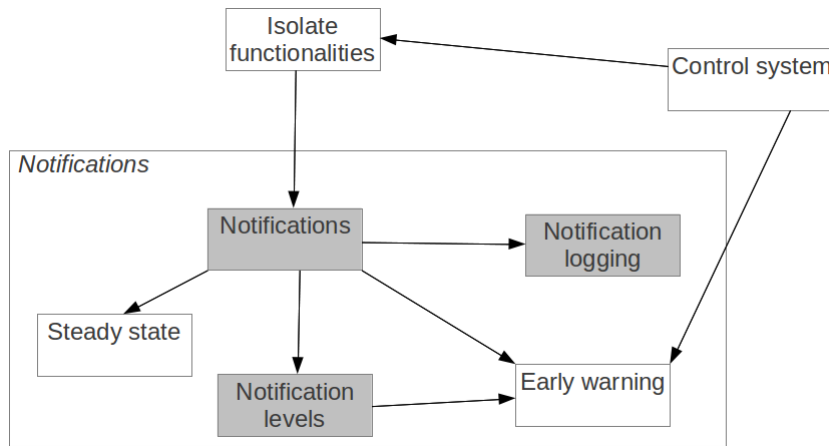 Isolate
functionalities
Control system
Notifications
Notifications
Notification
logging
Steady state
Notification
levels
Early warning